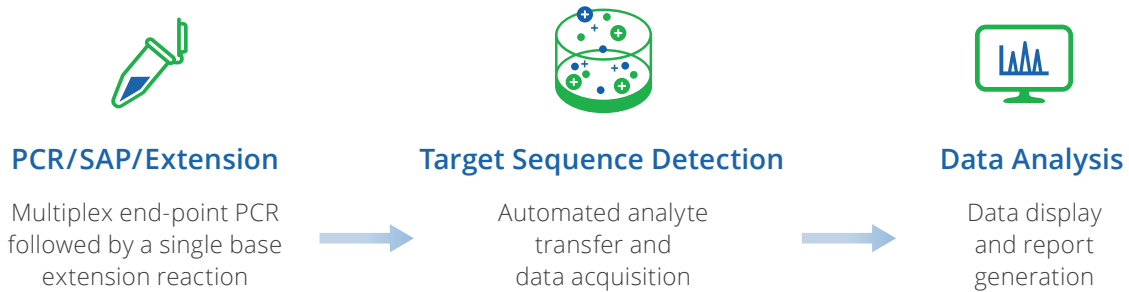 PCR/SAP/Extension
Multiplex end-point PCR
followed by a single base
extension reaction
Target Sequence Detection
Automated analyte
transfer and
data acquisition
Data Analysis
Data display
and report
generation